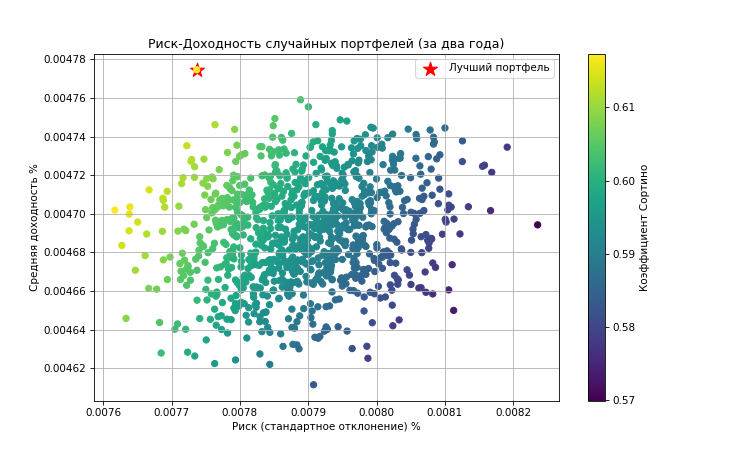 Риск-Доходность случайных портфелей (за два года)
Лучший портфель
Средняя доходность %
0.00478
0.00476
0.00474
0.00472
0.00470
0.00468
0.00466
0.00464
0.00462
0.0076 0.0077 0.0078 0.0079 0.0080 0.0081 0.0082
Риск (стандартное отклонение) %
0.61
0.60
0.59
0.58
0.57
Коэффициент Сортино